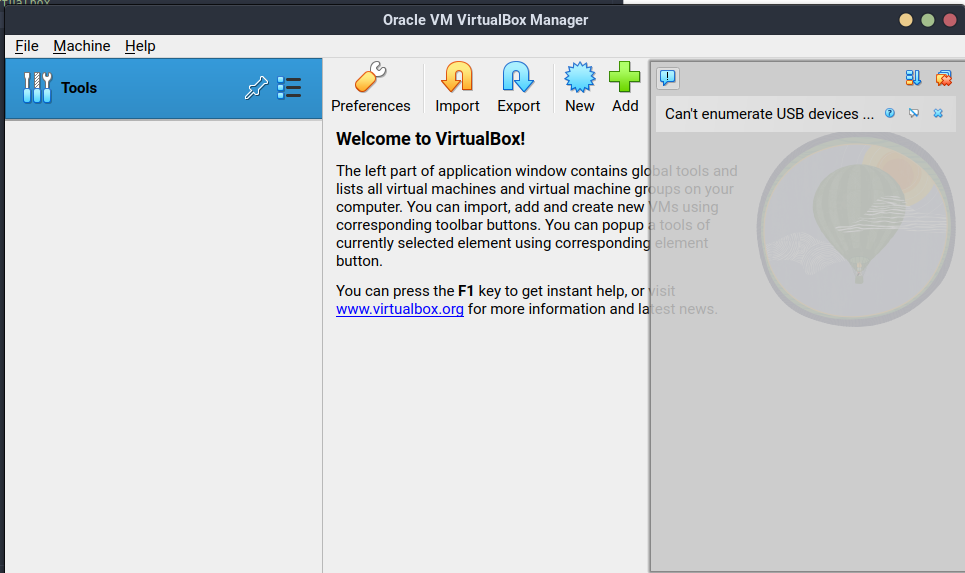 Oracle VM VirtualBox Manager
File Machine Help
Tools
Preferences Import Export New Add
Can't enumerate USB devices ...
Welcome to VirtualBox!
The left part of application window contains global tools and
lists all virtual machines and virtual machine groups on your
computer. You can import, add and create new VMs using
corresponding toolbar buttons. You can popup a tools of
currently selected element using corresponding element
button.
You can press the F1 key to get instant help, or visit
www.virtualbox.org for more information and latest news.